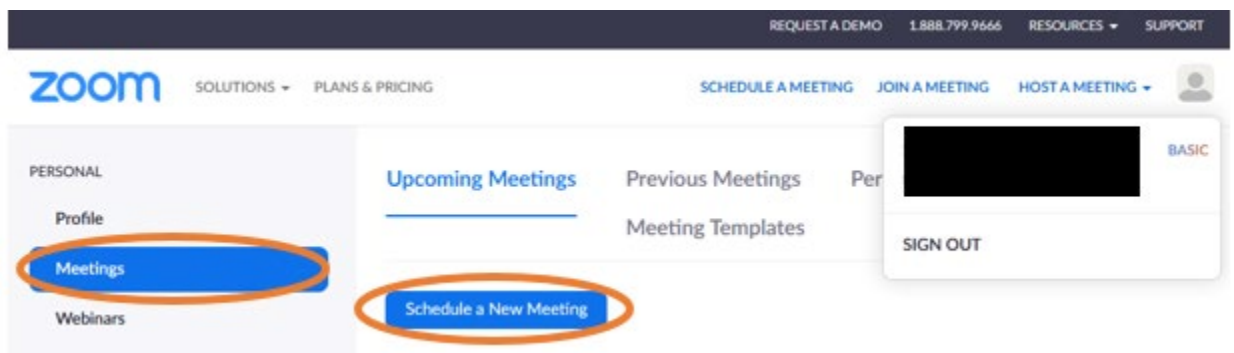 REQUEST A DEMO 1.888.799.9666 RESOURCES SUPPORT
zoom SOLUTIONS PLANS & PRICING SCHEDULE A MEETING JOIN A MEETING HOST A MEETING
BASIC
PERSONAL
Profile
Meetings
Webinars
Upcoming Meetings Previous Meetings Per
Meeting Templates
Schedule a New Meeting
SIGN OUT